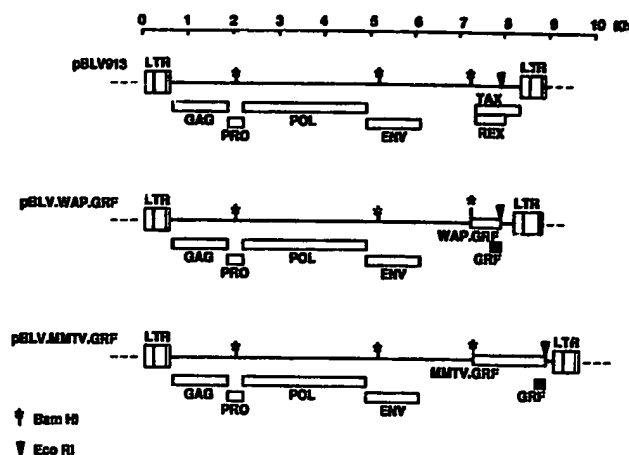 0 1 2 3 4 5 6 7 8 9 10 Kb
pBLV913
LTR
LTR
TAX
GAG
POL
REX
PRO
ENV
pBLV.WAP.GRF
LTR
LTR
WAP.GRF
GAG
POL
GRF
PRO
ENV
pBLV.MMTV.GRF
LTR
LTR
MMTV.GRF
GAG
POL
GRF
PRO
ENV
Bam HI
Eco RI